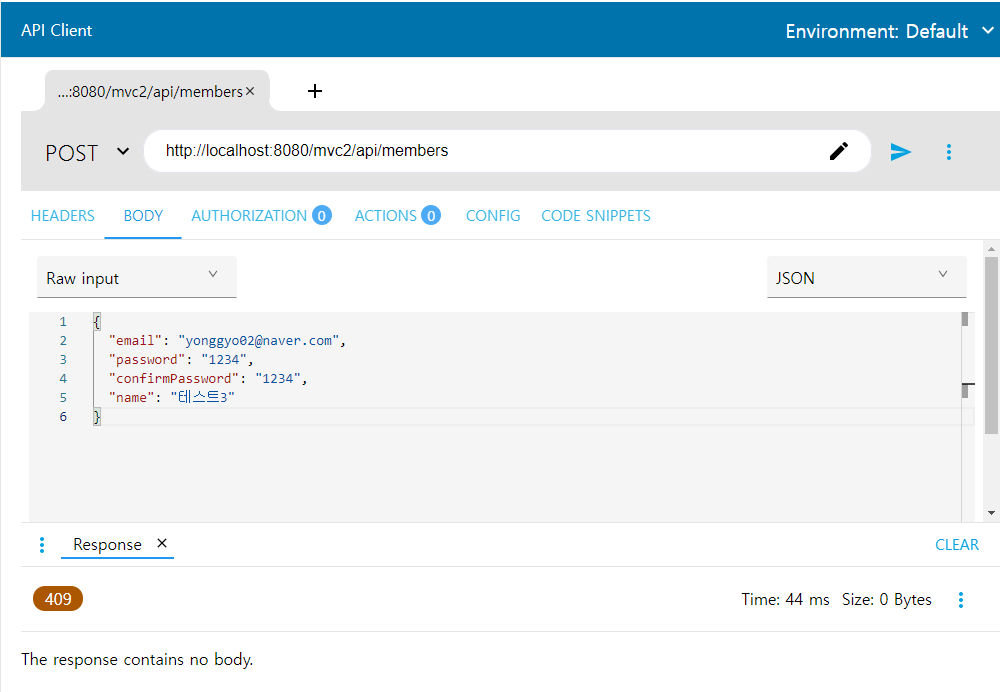 API Client
Environment: Default
...:8080/mvc2/api/members×
+
POST
http://localhost:8080/mvc2/api/members
HEADERS BODY AUTHORIZATION 0 ACTIONS 0 CONFIG CODE SNIPPETS
Raw input
JSON
1 {
2 "email": "yonggyo02@naver.com",
3 "password": "1234",
4 "confirmPassword": "1234",
5 "name": "테스트3"
6 }
Response ×
CLEAR
409
Time: 44 ms Size: 0 Bytes
The response contains no body.